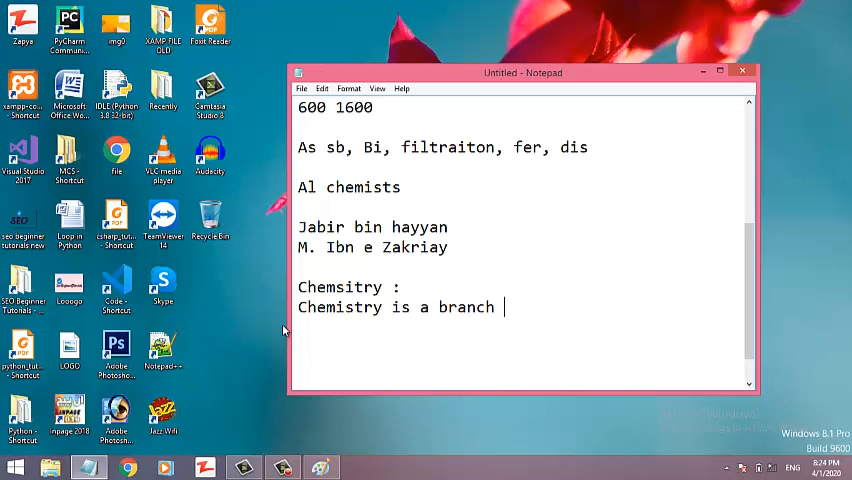 Zapya
PyCharm Communi...
img0
XAMP FILE OLD
Foxit Reader
xampp-co... - Shortcut
Microsoft Office Wo...
IDLE (Python 3.8 32-bit)
Recently
Camtasia Studio 8
Visual Studio 2017
MCS - Shortcut
file
VLC media player
Audacity
seo beginner tutorials new
Loop in Python
csharp_tut... - Shortcut
TeamViewer 14
Recycle Bin
SEO Beginner Tutorials - ...
Looogo
Code - Shortcut
Skype
python_tut... - Shortcut
LOGO
Adobe Photosho...
Notepad++
Python - Shortcut
Inpage 2018
Adobe Photosh...
Jazz Wifi
Untitled - Notepad
File Edit Format View Help
600 1600
As sb, Bi, filtraiton, fer, dis
Al chemists
Jabir bin hayyan
M. Ibn e Zakriay
Chemsitry :
Chemistry is a branch
Windows 8.1 Pro
Build 9600
ENG
8:24 PM
4/1/2020